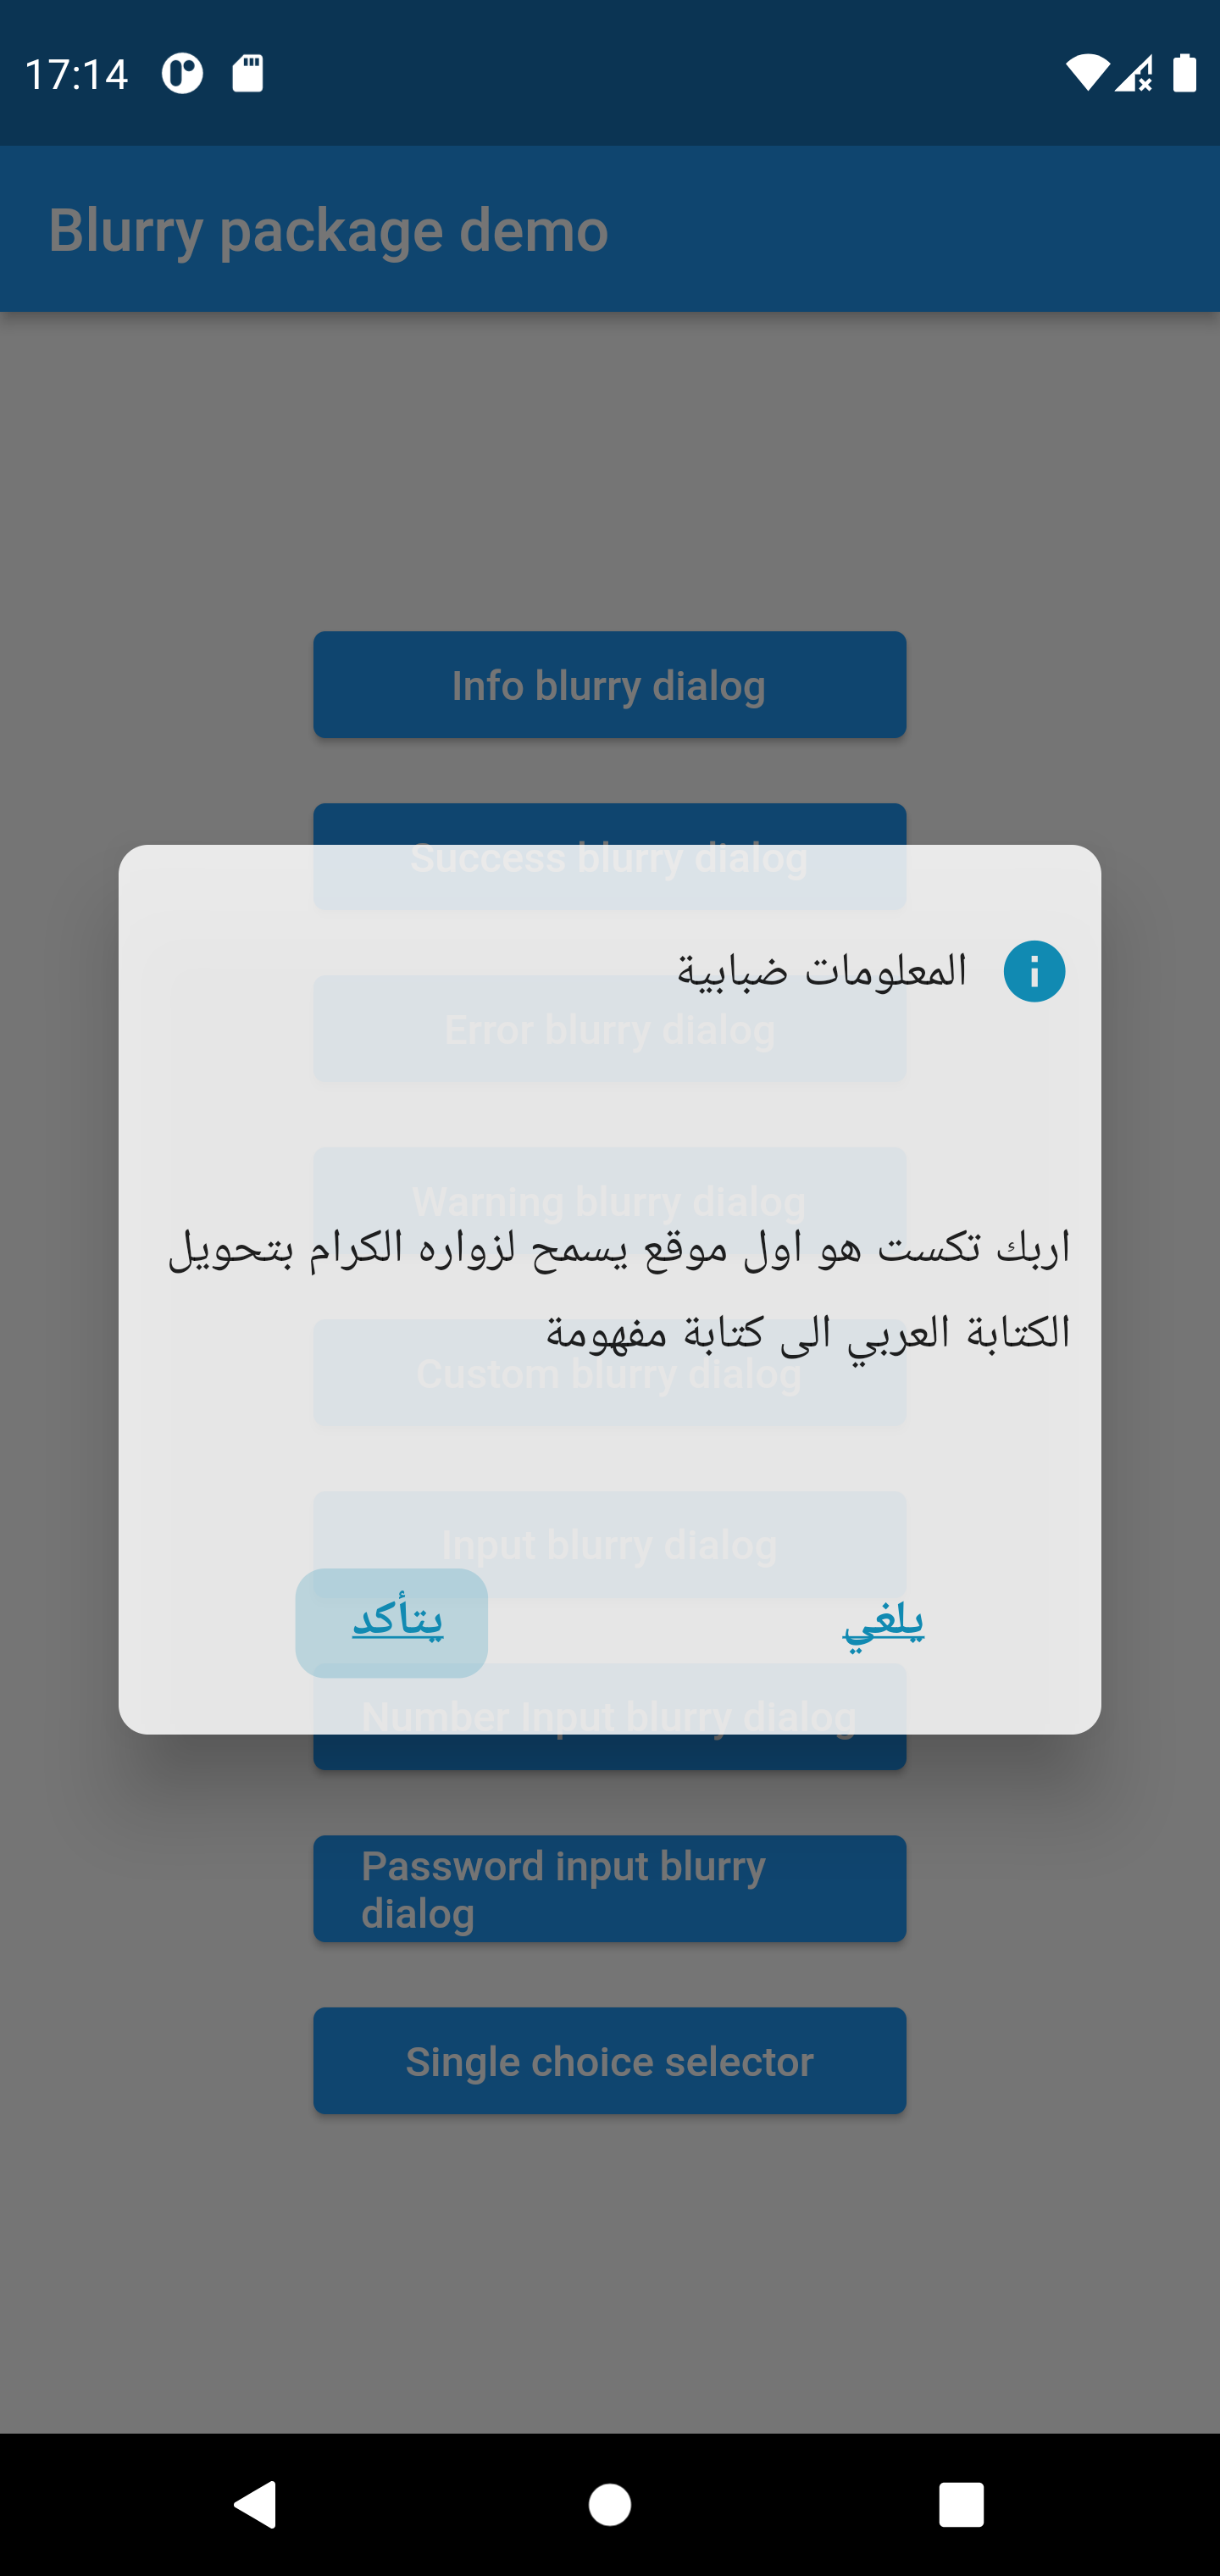 17:14
Blurry package demo
Info blurry dialog
Success blurry dialog
المعلومات ضبابية
Error blurry dialog
Warning blurry dialog
اربك تكست هو اول موقع يسمح لزواره الكرام بتحويل
الكتابة العربي الى كتابة مفهومة
Custom blurry dialog
Input blurry dialog
يلغي
يتأكد
Number Input blurry dialog
Password input blurry
dialog
Single choice selector